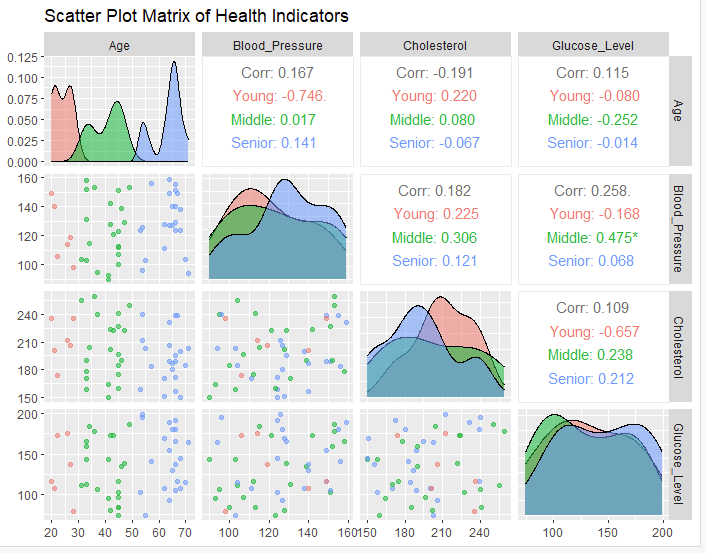 Scatter Plot Matrix of Health Indicators
Age Blood_Pressure Cholesterol Glucose_Level
0.125
0.100
0.075
0.050
0.025
0.000
Corr: 0.167
Young: -0.746.
Middle: 0.017
Senior: 0.141
Corr: -0.191
Young: 0.220
Middle: 0.080
Senior: -0.067
Corr: 0.115
Young: -0.080
Middle: -0.252
Senior: -0.014
Age
160
140
120
100
Corr: 0.182
Young: 0.225
Middle: 0.306
Senior: 0.121
Corr: 0.258.
Young: -0.168
Middle: 0.475*
Senior: 0.068
Blood_Pressure
240
210
180
150
Corr: 0.109
Young: -0.657
Middle: 0.238
Senior: 0.212
Cholesterol
200
150
100
Glucose_Level
20 30 40 50 60 70 100 120 140 160 150 180 210 240 100 150 200